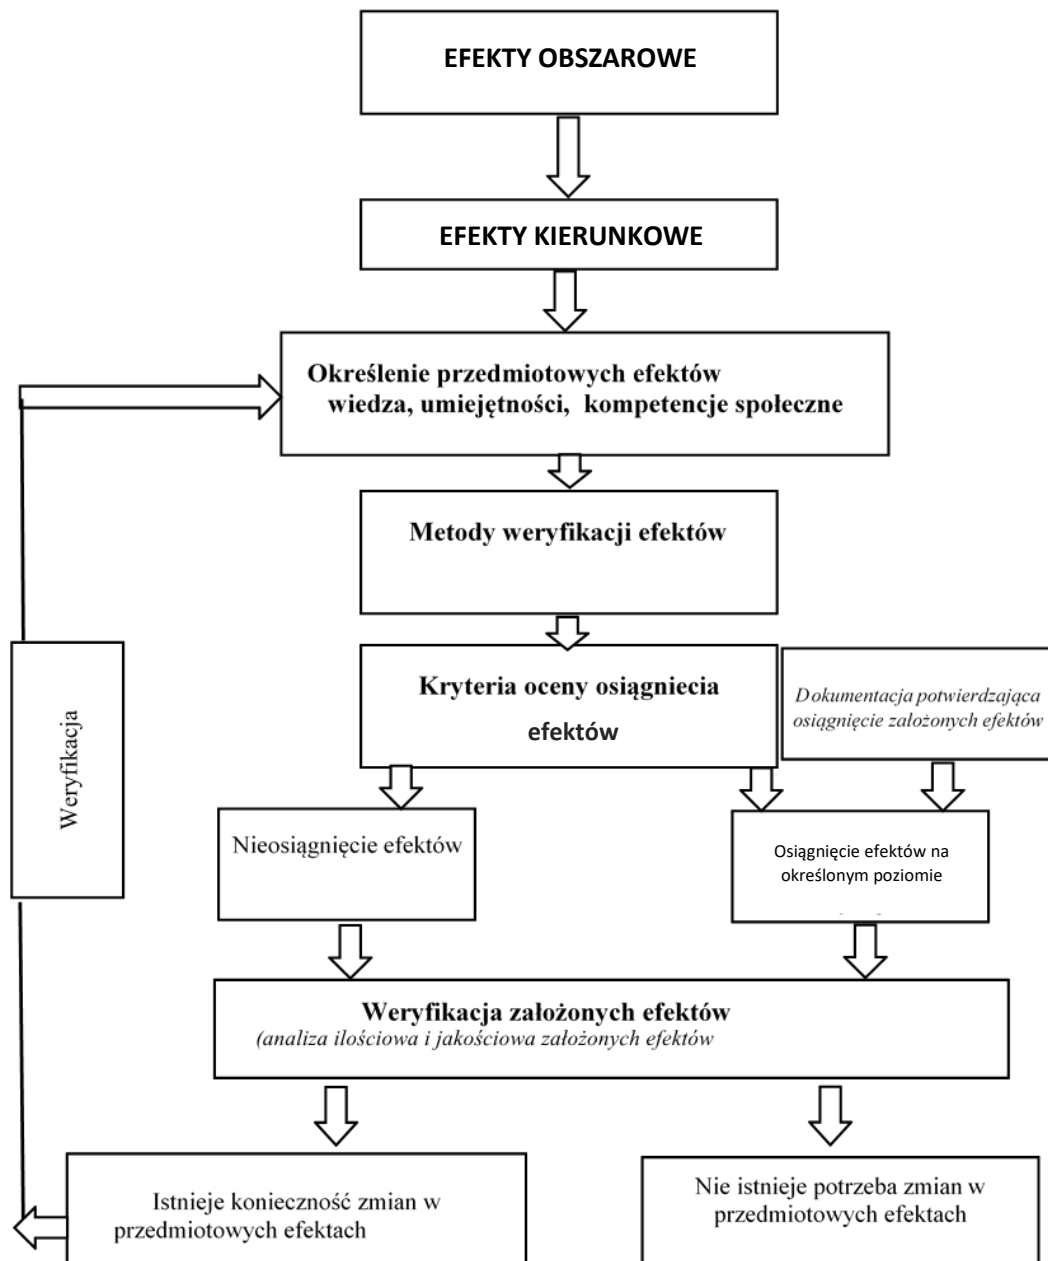 EFEKTY OBSZAROWE
EFEKTY KIERUNKOWE
Określenie przedmiotowych efektów
wiedza, umiejętności, kompetencje społeczne
Metody weryfikacji efektów
Kryteria oceny osiągniecia
efektów
Dokumentacja potwierdzająca
osiągnięcie założonych efektów
Weryfikacja
Nieosiągnięcie efektów
Osiągnięcie efektów na
określonym poziomie
Weryfikacja założonych efektów
(analiza ilościowa i jakościowa założonych efektów
Istnieje konieczność zmian w
przedmiotowych efektach
Nie istnieje potrzeba zmian w
przedmiotowych efektach